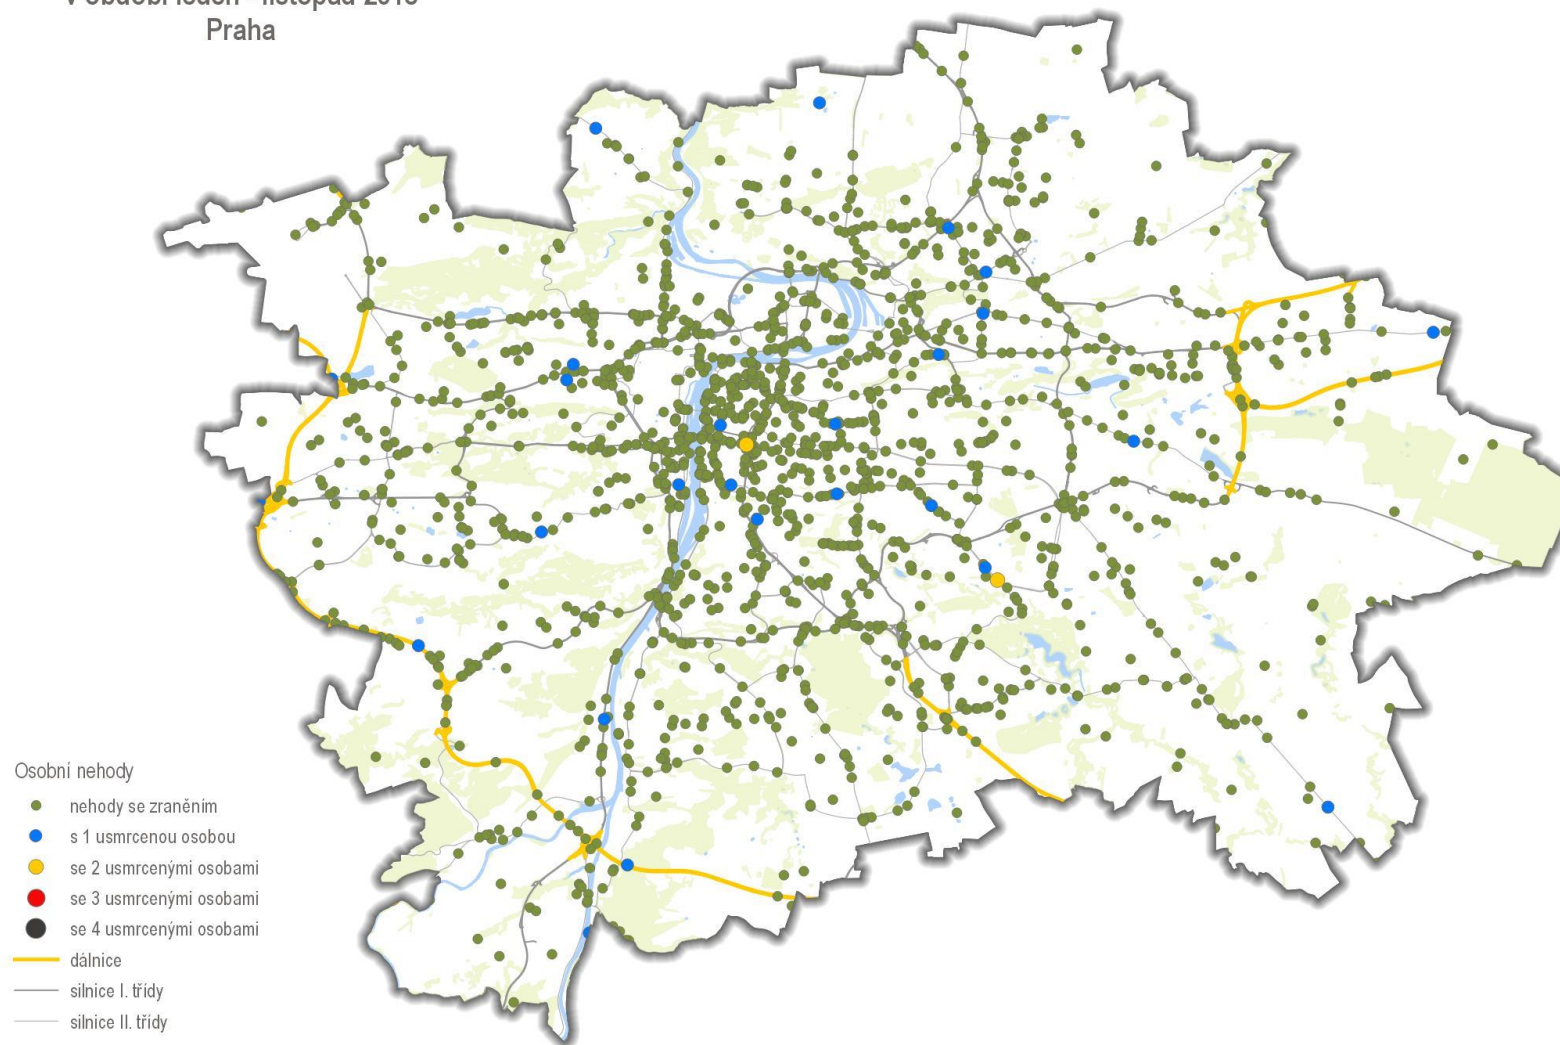 Praha
Osobní nehody
nehody se zraněním
s 1 usmrcenou osobou
se 2 usmrcenými osobami
se 3 usmrcenými osobami
se 4 usmrcenými osobami
dálnice
silnice I. třídy
silnice II. třídy